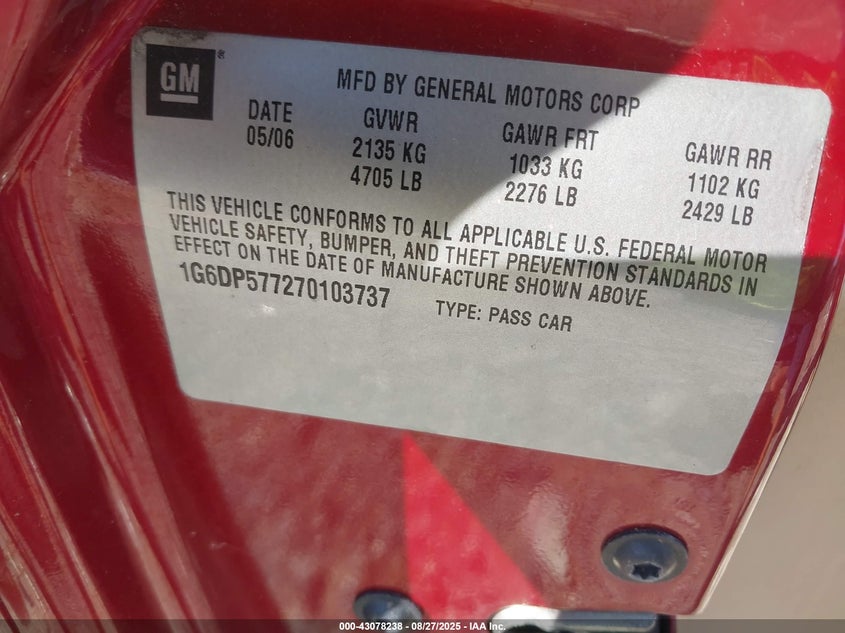 GM
MFD BY GENERAL MOTORS CORP
DATE GVWR GAWR FRT GAWR RR
05/06 2135 KG 1033 KG 1102 KG
4705 LB 2276 LB 2429 LB
THIS VEHICLE CONFORMS TO ALL APPLICABLE U.S. FEDERAL MOTOR
VEHICLE SAFETY, BUMPER, AND THEFT PREVENTION STANDARDS IN
EFFECT ON THE DATE OF MANUFACTURE SHOWN ABOVE.
1G6DP577270103737 TYPE: PASS CAR
000-43078238 - 08/27/2025 - IAA Inc.